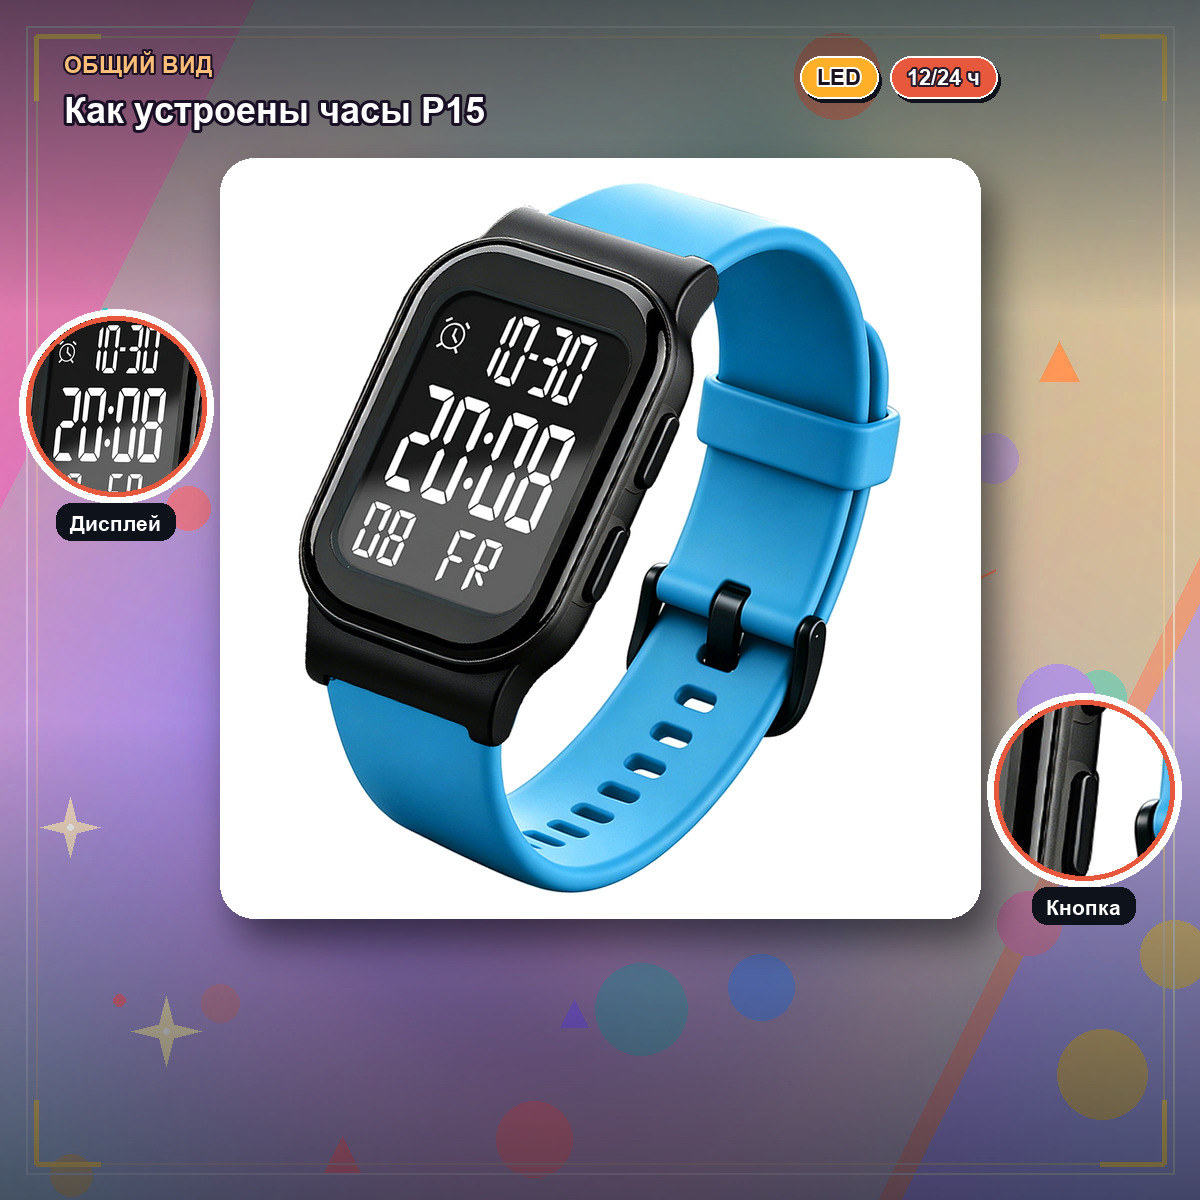 ОБЩИЙ ВИД
Как устроены часы P15
LED
12/24 ч
10-30
20:08
08 FR
10-30
20:08
Дисплей
Кнопка